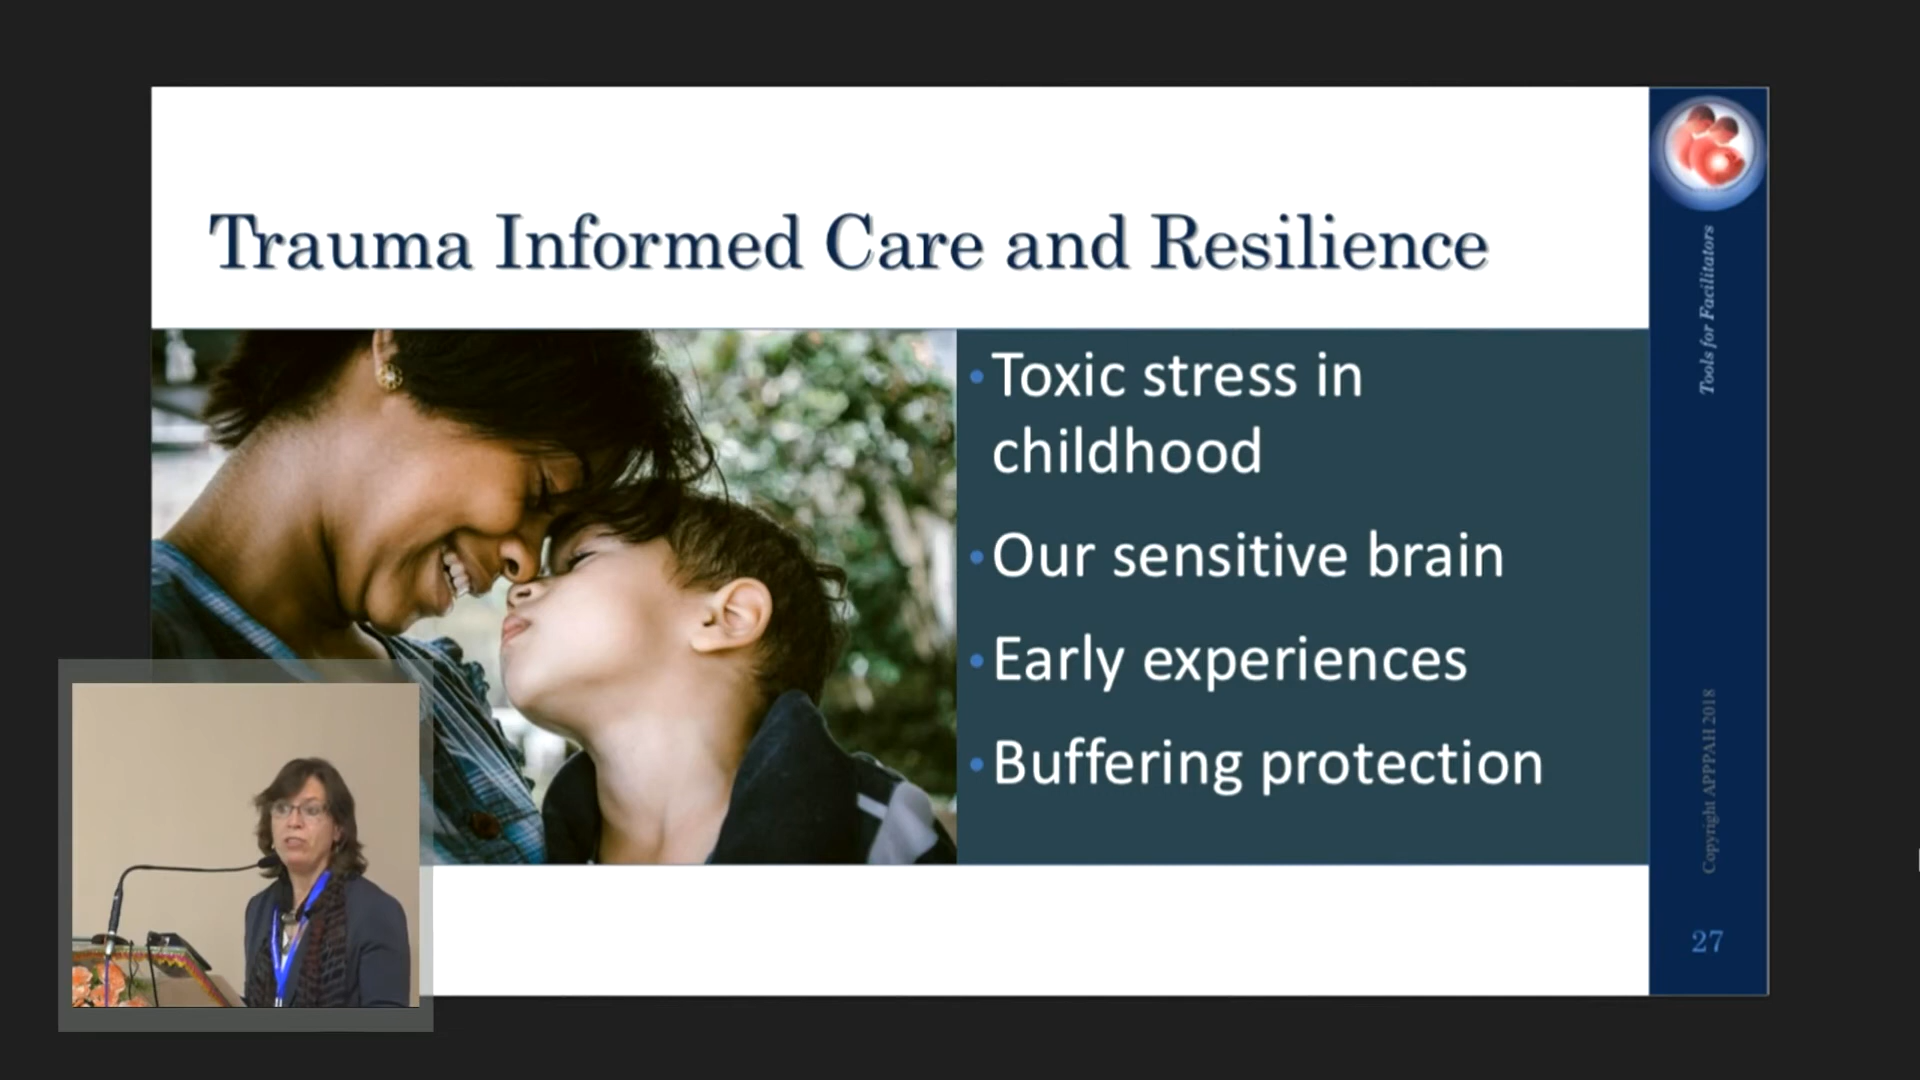 Trauma Informed Care and Resilience
• Toxic stress in
childhood
• Our sensitive brain
• Early experiences
• Buffering protection
Tools for Facilitators
Copyright APPPAH 2018
27